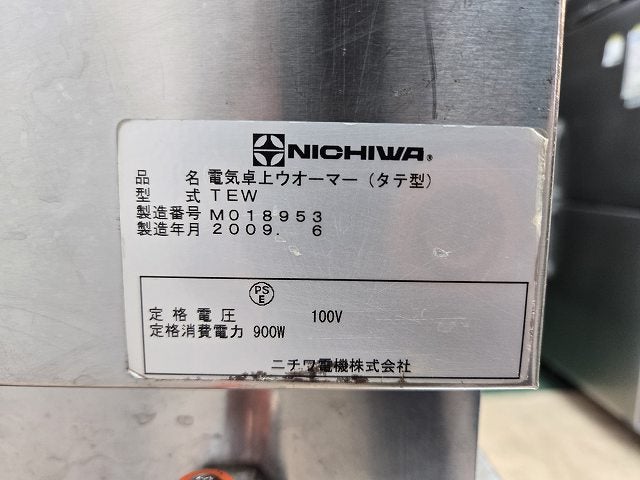 NICHIWA®
品名 電気卓上ウオーマー（タテ型）
型式 TEW
製造番号 M018953
製造年月 2009. 6
PSE
定格電圧 100V
定格消費電力 900W
ニチワ電機株式会社